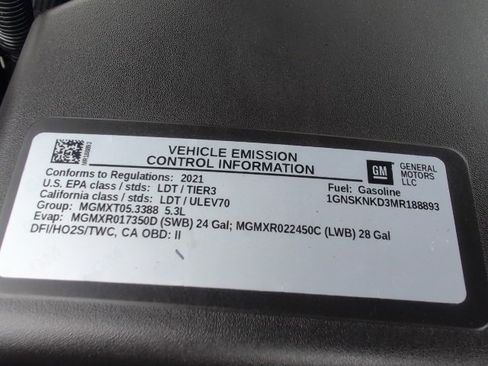 VEHICLE EMISSION
CONTROL INFORMATION
GM
GENERAL
MOTORS
LLC
Conforms to Regulations: 2021
U.S. EPA class / stds: LDT / TIER3
California class / stds: LDT / ULEV70
Group: MGMXT05.3388 5.3L
Evap: MGMXR017350D (SWB) 24 Gal; MGMXR022450C (LWB) 28 Gal
DFI/HO2S/TWC, CA OBD: II
Fuel: Gasoline
1GNSKNKD3MR188893